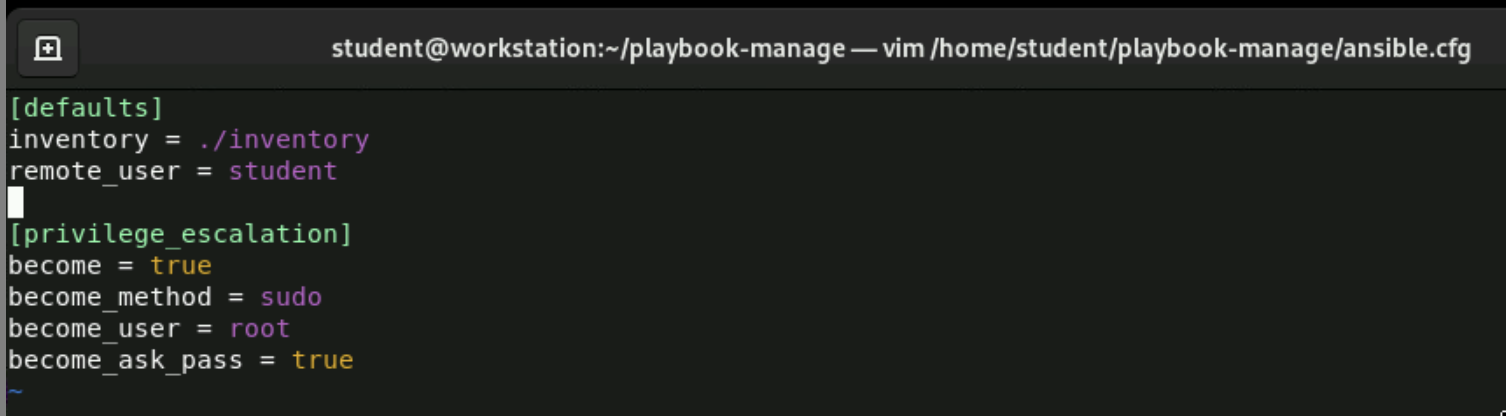 student@workstation:~/playbook-manage — vim /home/student/playbook-manage/ansible.cfg
[defaults]
inventory = ./inventory
remote_user = student
[privilege_escalation]
become = true
become_method = sudo
become_user = root
become_ask_pass = true
~